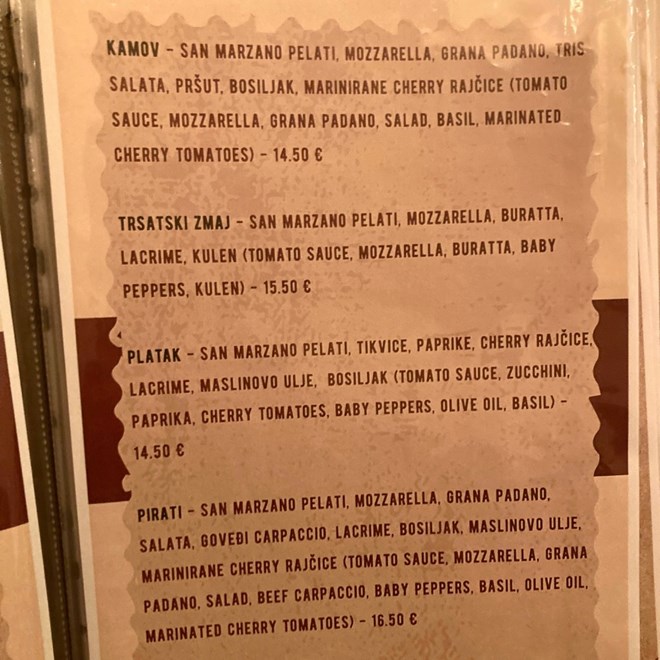 KAMOV - SAN MARZANO PELATI, MOZZARELLA, GRANA PADANO, TRIS
SALATA, PRŠUT, BOSILJAK, MARINIRANE CHERRY RAJČICE (TOMATO
SAUCE, MOZZARELLA, GRANA PADANO, SALAD, BASIL, MARINATED
CHERRY TOMATOES) - 14.50 €
TRSATSKI ZMAJ - SAN MARZANO PELATI, MOZZARELLA, BURATTA,
LACRIME, KULEN (TOMATO SAUCE, MOZZARELLA, BURATTA, BABY
PEPPERS, KULEN) - 15.50 €
PLATAK - SAN MARZANO PELATI, TIKVICE, PAPRIKE, CHERRY RAJČICE,
LACRIME, MASLINOVO ULJE, BOSILJAK (TOMATO SAUCE, ZUCCHINI,
PAPRIKA, CHERRY TOMATOES, BABY PEPPERS, OLIVE OIL, BASIL) -
14.50 €
PIRATI - SAN MARZANO PELATI, MOZZARELLA, GRANA PADANO,
SALATA, GOVEĐI CARPACCIO, LACRIME, BOSILJAK, MASLINOVO ULJE,
MARINIRANE CHERRY RAJČICE (TOMATO SAUCE, MOZZARELLA, GRANA
PADANO, SALAD, BEEF CARPACCIO, BABY PEPPERS, BASIL, OLIVE OIL,
MARINATED CHERRY TOMATOES) - 16.50 €